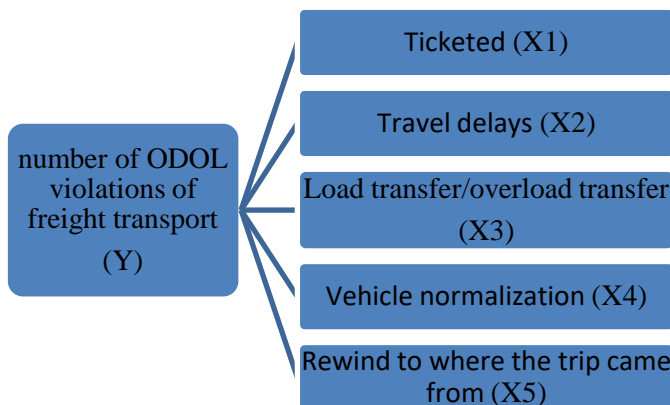 number of ODOL
violations of
freight transport
(Y)
Ticketed (X1)
Travel delays (X2)
Load transfer/overload transfer
(X3)
Vehicle normalization (X4)
Rewind to where the trip came
from (X5)